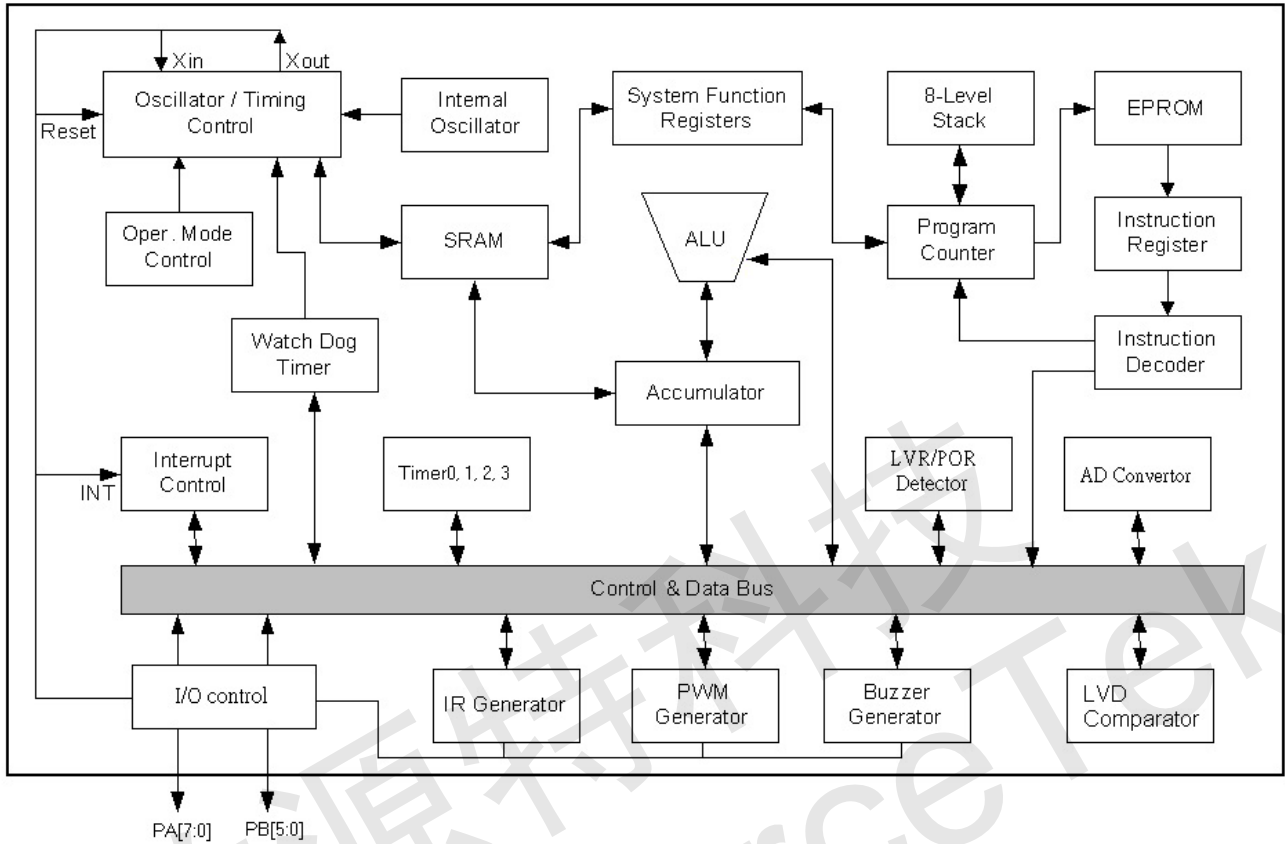 Xin
Xout
Oscillator / Timing
Control
Reset
Internal
Oscillator
System Function
Registers
8-Level
Stack
EPROM
Oper. Mode
Control
SRAM
ALU
Program
Counter
Instruction
Register
Watch Dog
Timer
Accumulator
Instruction
Decoder
Interrupt
Control
INT
Timer0, 1, 2, 3
LVR/POR
Detector
AD Convertor
Control & Data Bus
I/O control
IR Generator
PWM
Generator
Buzzer
Generator
LVD
Comparator
PA[7:0]
PB[5:0]
源特科技